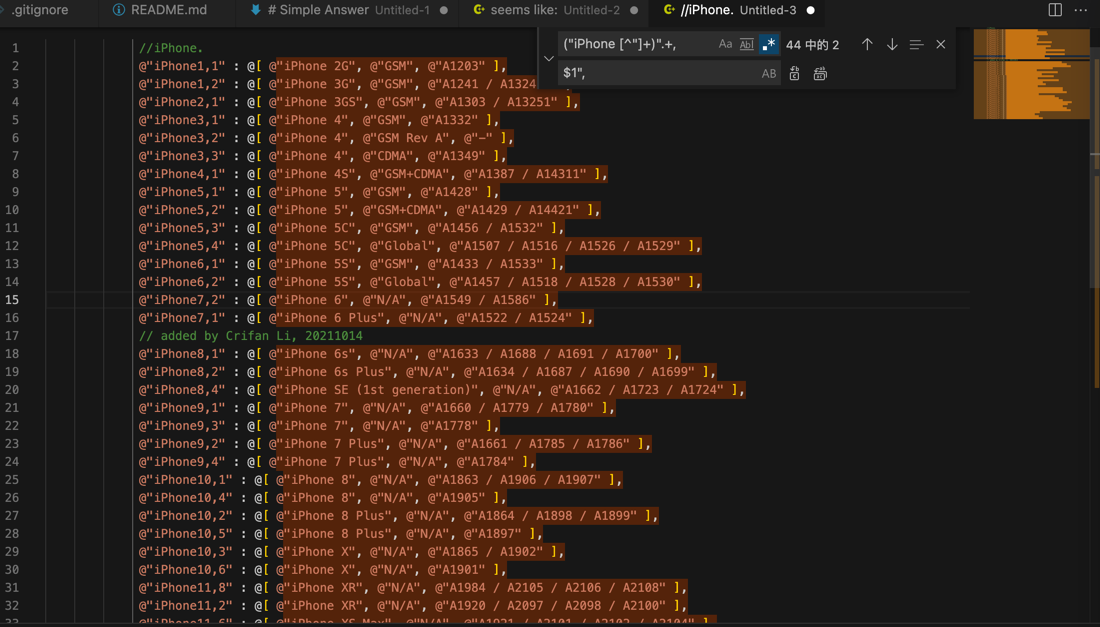 .gitignore README.md # Simple Answer Untitled-1 seems like: Untitled-2 //iPhone. Untitled-3
("iPhone [^"]+)".+, Aa Abl .* 44 中的 2
$1", AB
1 //iPhone.
2 @"iPhone1,1" : @[ @"iPhone 2G", @"GSM", @"A1203" ],
3 @"iPhone1,2" : @[ @"iPhone 3G", @"GSM", @"A1241 / A1324
4 @"iPhone2,1" : @[ @"iPhone 3GS", @"GSM", @"A1303 / A13251" ],
5 @"iPhone3,1" : @[ @"iPhone 4", @"GSM", @"A1332" ],
6 @"iPhone3,2" : @[ @"iPhone 4", @"GSM Rev A", @"-" ],
7 @"iPhone3,3" : @[ @"iPhone 4", @"CDMA", @"A1349" ],
8 @"iPhone4,1" : @[ @"iPhone 4S", @"GSM+CDMA", @"A1387 / A14311" ],
9 @"iPhone5,1" : @[ @"iPhone 5", @"GSM", @"A1428" ],
10 @"iPhone5,2" : @[ @"iPhone 5", @"GSM+CDMA", @"A1429 / A14421" ],
11 @"iPhone5,3" : @[ @"iPhone 5C", @"GSM", @"A1456 / A1532" ],
12 @"iPhone5,4" : @[ @"iPhone 5C", @"Global", @"A1507 / A1516 / A1526 / A1529" ],
13 @"iPhone6,1" : @[ @"iPhone 5S", @"GSM", @"A1433 / A1533" ],
14 @"iPhone6,2" : @[ @"iPhone 5S", @"Global", @"A1457 / A1518 / A1528 / A1530" ],
15 @"iPhone7,2" : @[ @"iPhone 6", @"N/A", @"A1549 / A1586" ],
16 @"iPhone7,1" : @[ @"iPhone 6 Plus", @"N/A", @"A1522 / A1524" ],
17 // added by Crifan Li, 20211014
18 @"iPhone8,1" : @[ @"iPhone 6s", @"N/A", @"A1633 / A1688 / A1691 / A1700" ],
19 @"iPhone8,2" : @[ @"iPhone 6s Plus", @"N/A", @"A1634 / A1687 / A1690 / A1699" ],
20 @"iPhone8,4" : @[ @"iPhone SE (1st generation)", @"N/A", @"A1662 / A1723 / A1724" ],
21 @"iPhone9,1" : @[ @"iPhone 7", @"N/A", @"A1660 / A1779 / A1780" ],
22 @"iPhone9,3" : @[ @"iPhone 7", @"N/A", @"A1778" ],
23 @"iPhone9,2" : @[ @"iPhone 7 Plus", @"N/A", @"A1661 / A1785 / A1786" ],
24 @"iPhone9,4" : @[ @"iPhone 7 Plus", @"N/A", @"A1784" ],
25 @"iPhone10,1" : @[ @"iPhone 8", @"N/A", @"A1863 / A1906 / A1907" ],
26 @"iPhone10,4" : @[ @"iPhone 8", @"N/A", @"A1905" ],
27 @"iPhone10,2" : @[ @"iPhone 8 Plus", @"N/A", @"A1864 / A1898 / A1899" ],
28 @"iPhone10,5" : @[ @"iPhone 8 Plus", @"N/A", @"A1897" ],
29 @"iPhone10,3" : @[ @"iPhone X", @"N/A", @"A1865 / A1902" ],
30 @"iPhone10,6" : @[ @"iPhone X", @"N/A", @"A1901" ],
31 @"iPhone11,8" : @[ @"iPhone XR", @"N/A", @"A1984 / A2105 / A2106 / A2108" ],
32 @"iPhone11,2" : @[ @"iPhone XR", @"N/A", @"A1920 / A2097 / A2098 / A2100" ],
33 @"iPhone11,6" : @[ @"iPhone XS Max", @"N/A", @"A1921 / A2101 / A2102 / A2104" ],